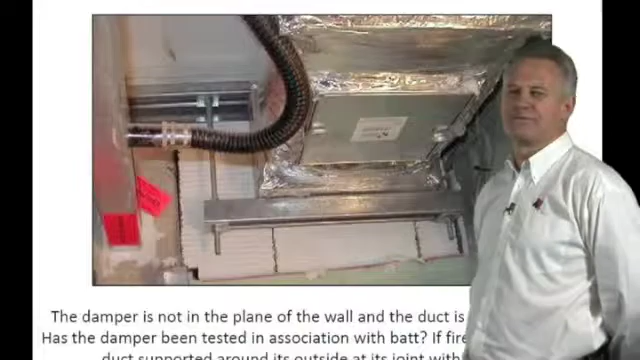 The damper is not in the plane of the wall and the duct is
Has the damper been tested in association with batt? If fire
duct supported around its outside at its joint with